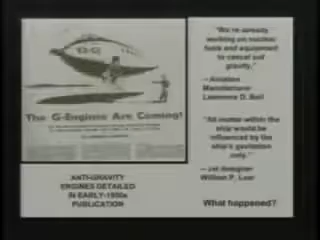 The G-Engines Are Coming!
ANTI-GRAVITY
ENGINES DETAILED
IN EARLY-1950s
PUBLICATION
"We're already
working on nuclear
fuels and equipment
to cancel out
gravity."
-- Aviation
Manufacturer
Lawrence D. Bell
"All matter within the
ship would be
influenced by the
ship's gravitation
only."
-- Jet designer
William P. Lear
What happened?